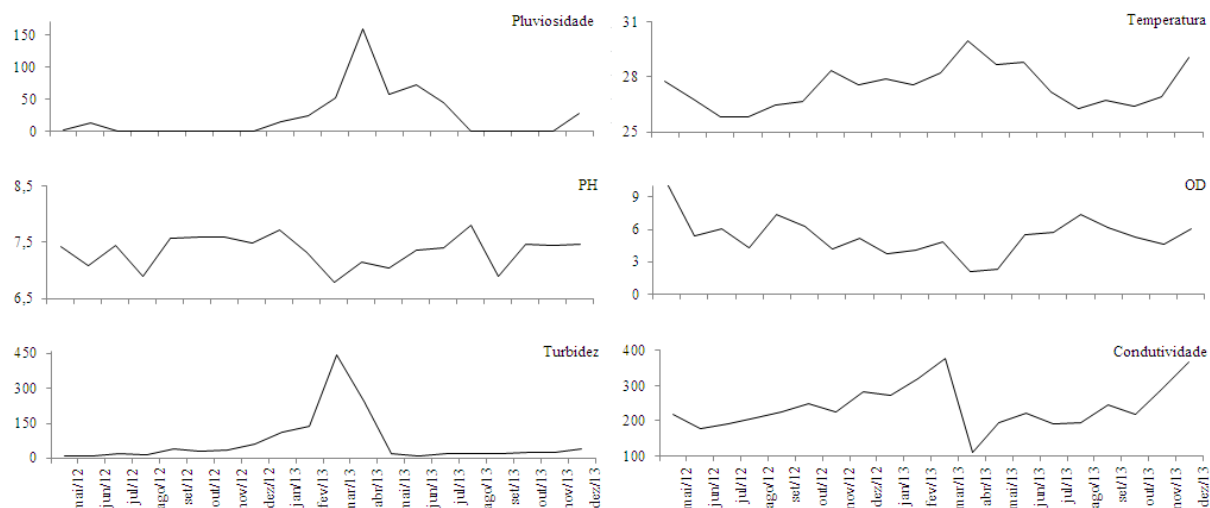 Pluviosidade
150
100
50
0
Temperatura
31
28
25
PH
8,5
7,5
6,5
OD
9
6
3
0
Turbidez
450
300
150
0
mai/12 jun/12 jul/12 ago/12 set/12 out/12 nov/12 dez/12 jan/13 fev/13 mar/13 abr/13 mai/13 jun/13 jul/13 ago/13 set/13 out/13 nov/13 dez/13
Condutividade
400
300
200
100
mai/12 jun/12 jul/12 ago/12 set/12 out/12 nov/12 dez/12 jan/13 fev/13 mar/13 abr/13 mai/13 jun/13 jul/13 ago/13 set/13 out/13 nov/13 dez/13